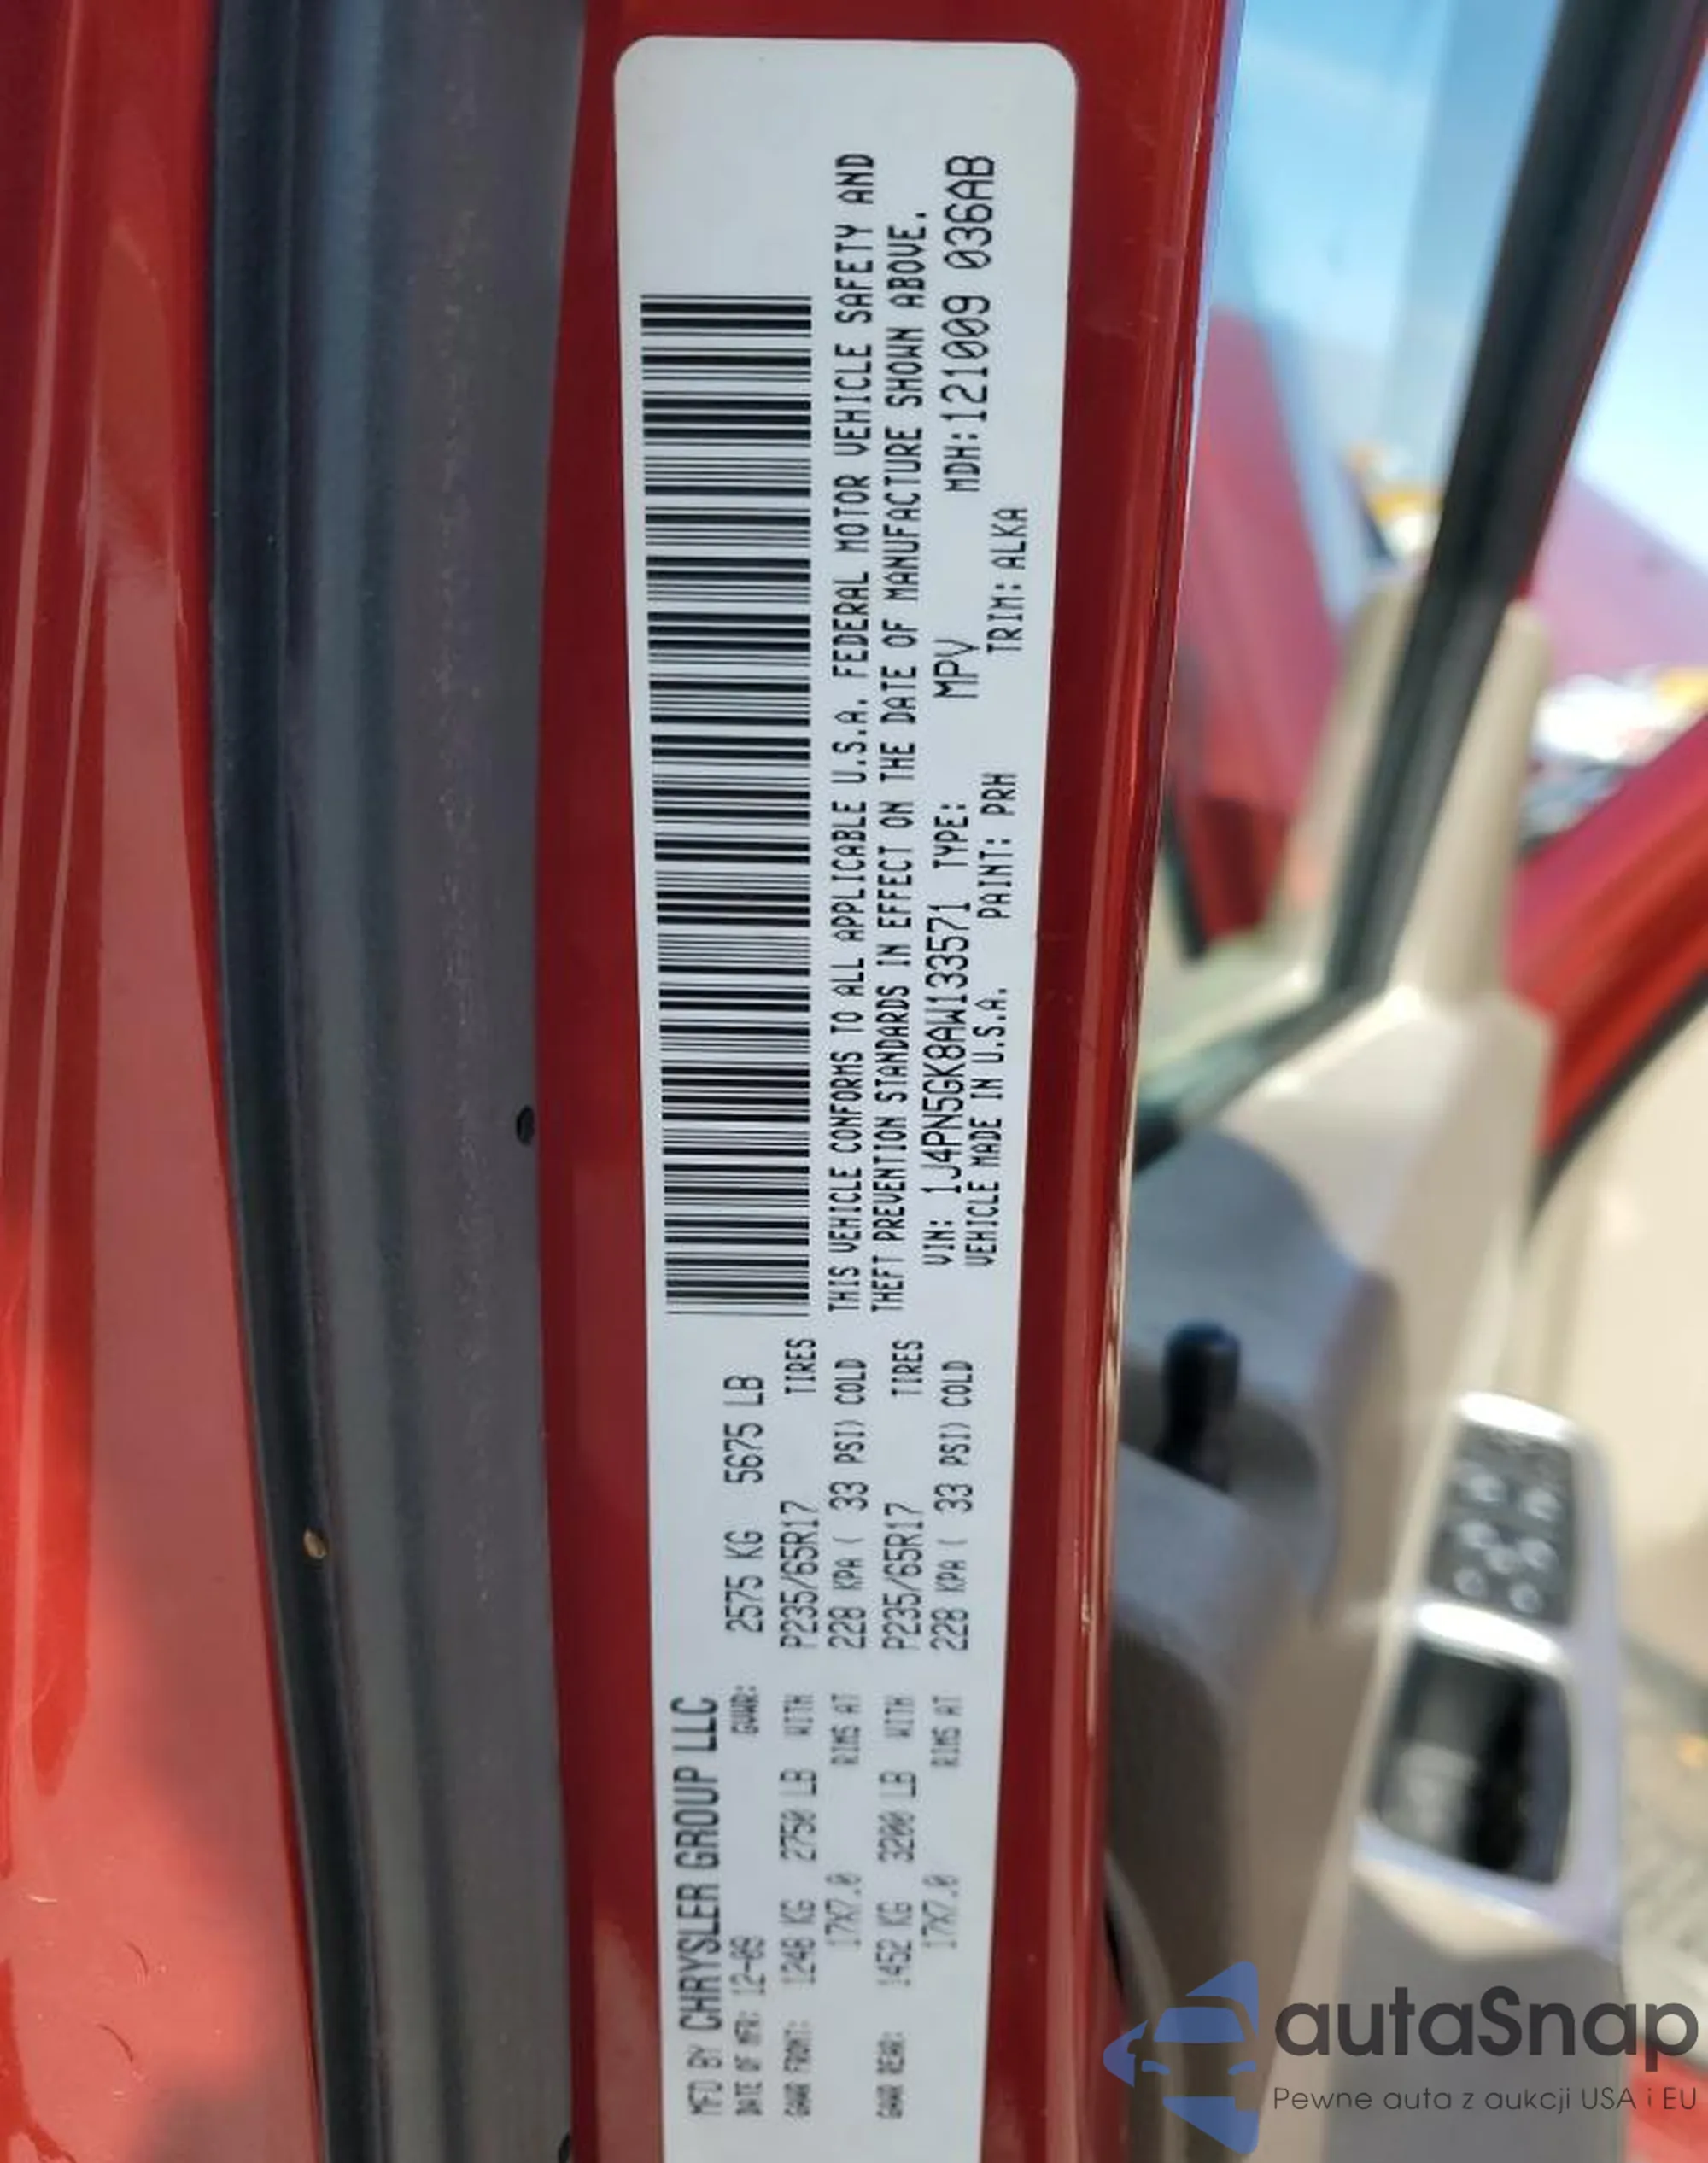 MFD BY CHRYSLER GROUP LLC
DATE OF MFR: 12-09 GVWR: 2575 KG 5675 LB
GAWR FRONT: 1248 KG 2750 LB WITH P235/65R17 TIRES
17X7.0 RIMS AT 228 KPA ( 33 PSI) COLD
GAWR REAR: 1452 KG 3200 LB WITH P235/65R17 TIRES
17X7.0 RIMS AT 228 KPA ( 33 PSI) COLD
THIS VEHICLE CONFORMS TO ALL APPLICABLE U.S.A. FEDERAL MOTOR VEHICLE SAFETY AND
THEFT PREVENTION STANDARDS IN EFFECT ON THE DATE OF MANUFACTURE SHOWN ABOVE.
VIN: 1J4PN5GK8AW133571 TYPE: MPV MDH:121009 036AB
VEHICLE MADE IN U.S.A. PAINT: PRH TRIM: ALKA
autaSnap
Pewne auta z aukcji USA i EU